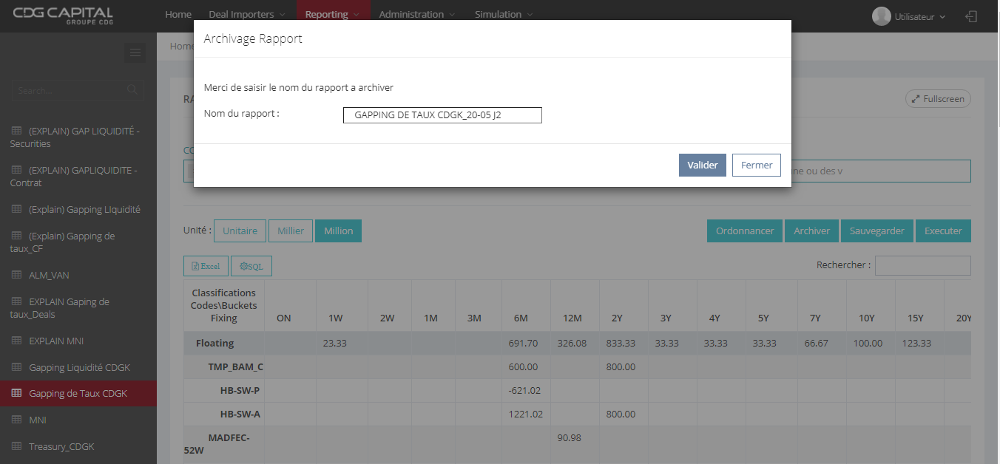 CDG CAPITAL
GROUPE CDG
Home Deal Importers Reporting Administration Simulation
Utilisateur
Archivage Rapport
Merci de saisir le nom du rapport a archiver
Nom du rapport : GAPPING DE TAUX CDGK_20-05 J2
Valider Fermer
Home
Search...
Fullscreen
(EXPLAIN) GAP LIQUIDITÉ -
Securities
(EXPLAIN) GAPLIQUIDITE -
Contrat
(Explain) Gapping LIquidité
(Explain) Gapping de
taux_CF
ALM_VAN
EXPLAIN Gaping de
taux_Deals
EXPLAIN MNI
Gapping Liquidité CDGK
Gapping de Taux CDGK
MNI
Treasury_CDGK
ou des v
Unité : Unitaire Millier Million
Ordonnancer Archiver Sauvegarder Executer
Excel SQL
Rechercher :
Classifications
Codes\Buckets
Fixing ON 1W 2W 1M 3M 6M 12M 2Y 3Y 4Y 5Y 7Y 10Y 15Y 20Y
Floating 23.33 691.70 326.08 833.33 33.33 33.33 33.33 66.67 100.00 123.33
TMP_BAM_C 600.00 800.00
HB-SW-P -621.02
HB-SW-A 1221.02 800.00
MADFEC- 90.98
52W